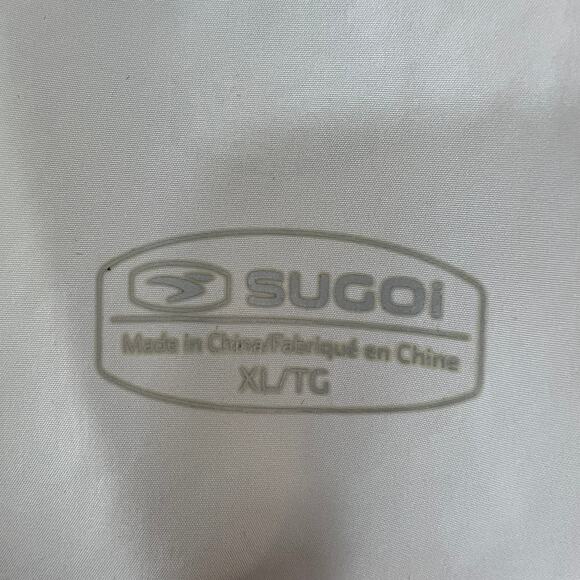 SUGOi
Made in China/Fabriqué en Chine
XL/TG